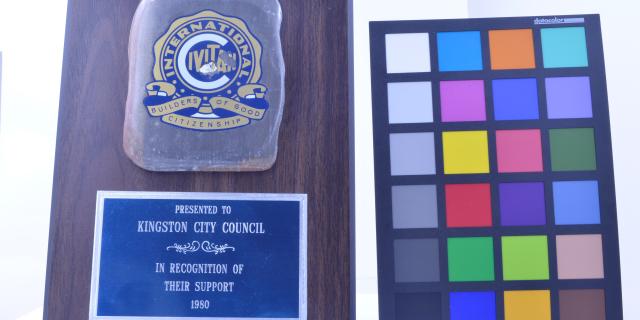 INTERNATIONAL
CIVITAN
BUILDERS OF GOOD
CITIZENSHIP
PRESENTED TO
KINGSTON CITY COUNCIL
IN RECOGNITION OF
THEIR SUPPORT
1980
datacolor